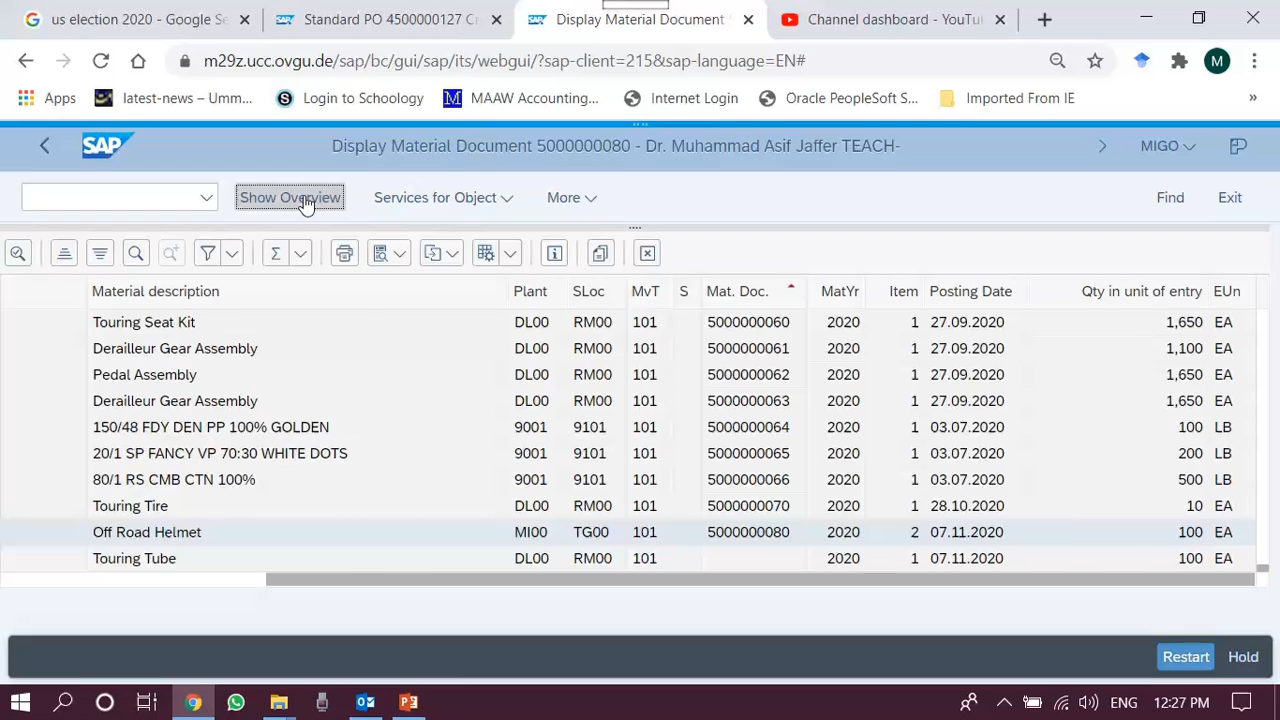 us election 2020 - Google Se
Standard PO 4500000127 C
Display Material Document
Channel dashboard - YouTu
m29z.ucc.ovgu.de/sap/bc/gui/sap/its/webgui/?sap-client=215&sap-language=EN#
M
Apps
latest-news – Umm...
Login to Schoology
MAAW Accounting...
Internet Login
Oracle PeopleSoft S...
Imported From IE
SAP
Display Material Document 5000000080 - Dr. Muhammad Asif Jaffer TEACH-
MIGO
Show Overview
Services for Object
More
Find
Exit
Material description Plant SLoc MvT S Mat. Doc. MatYr Item Posting Date Qty in unit of entry EUn
Touring Seat Kit DL00 RM00 101 5000000060 2020 1 27.09.2020 1,650 EA
Derailleur Gear Assembly DL00 RM00 101 5000000061 2020 1 27.09.2020 1,100 EA
Pedal Assembly DL00 RM00 101 5000000062 2020 1 27.09.2020 1,650 EA
Derailleur Gear Assembly DL00 RM00 101 5000000063 2020 1 27.09.2020 1,650 EA
150/48 FDY DEN PP 100% GOLDEN 9001 9101 101 5000000064 2020 1 03.07.2020 100 LB
20/1 SP FANCY VP 70:30 WHITE DOTS 9001 9101 101 5000000065 2020 1 03.07.2020 200 LB
80/1 RS CMB CTN 100% 9001 9101 101 5000000066 2020 1 03.07.2020 500 LB
Touring Tire DL00 RM00 101 5000000070 2020 1 28.10.2020 10 EA
Off Road Helmet MI00 TG00 101 5000000080 2020 2 07.11.2020 100 EA
Touring Tube DL00 RM00 101 2020 1 07.11.2020 100 EA
Restart
Hold
ENG
12:27 PM